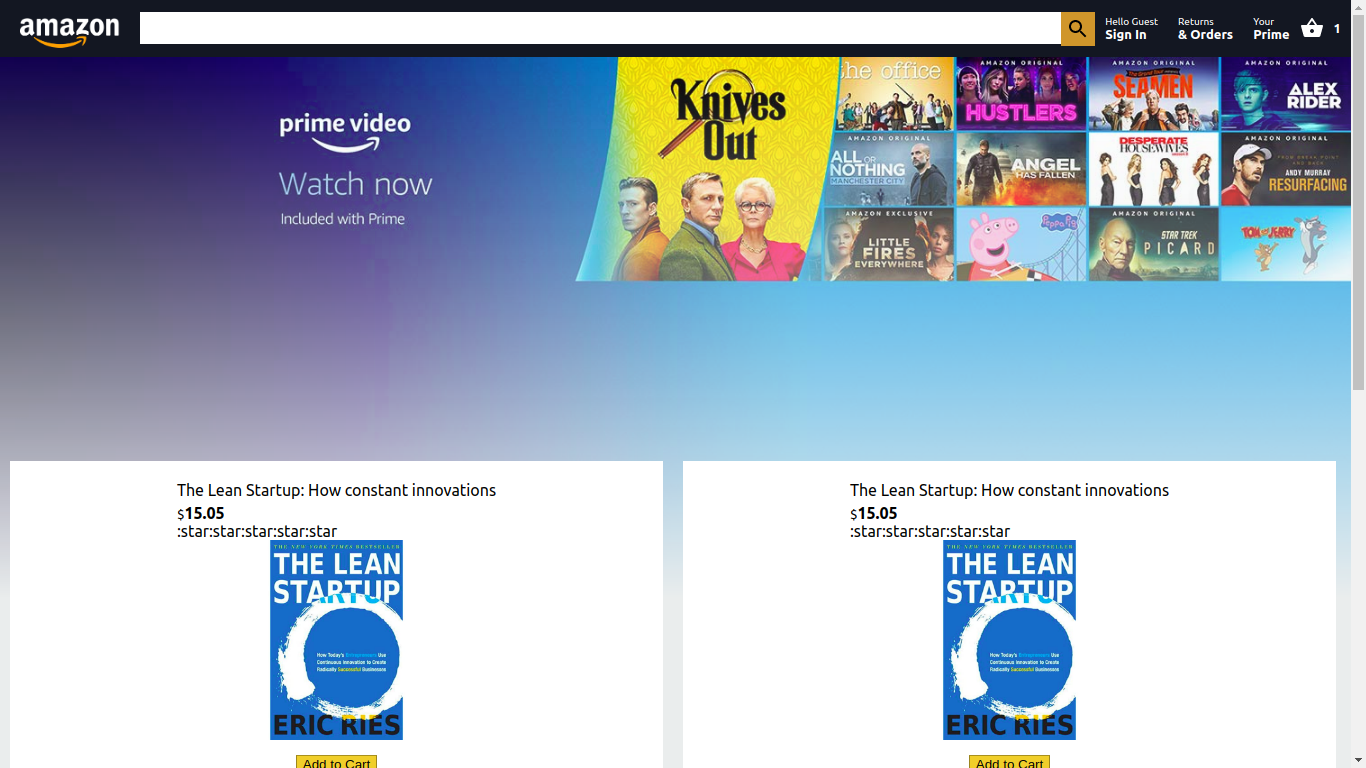 amazon
Hello Guest
Sign In
Returns
& Orders
Your
Prime
1
prime video
Watch now
Included with Prime
Knives
Out
the office
AMAZON ORIGINAL
HUSTLERS
AMAZON ORIGINAL
SEAMEN
AMAZON ORIGINAL
ALEX
RIDER
AMAZON ORIGINAL
ALL OR
NOTHING
MANCHESTER CITY
ANGEL
HAS FALLEN
DESPERATE
HOUSEWIVES
AMAZON ORIGINAL
ANDY MURRAY
RESURFACING
AMAZON EXCLUSIVE
LITTLE
FIRES
EVERYWHERE
Peppa Pig
AMAZON ORIGINAL
STAR TREK
PICARD
TOM AND JERRY
The Lean Startup: How constant innovations
$15.05
:star:star:star:star:star
THE NEW YORK TIMES BESTSELLER
THE LEAN
STARTUP
How Today's Entrepreneurs Use
Continuous Innovation to Create
Radically Successful Businesses
ERIC RIES
Add to Cart
The Lean Startup: How constant innovations
$15.05
:star:star:star:star:star
THE NEW YORK TIMES BESTSELLER
THE LEAN
STARTUP
How Today's Entrepreneurs Use
Continuous Innovation to Create
Radically Successful Businesses
ERIC RIES
Add to Cart